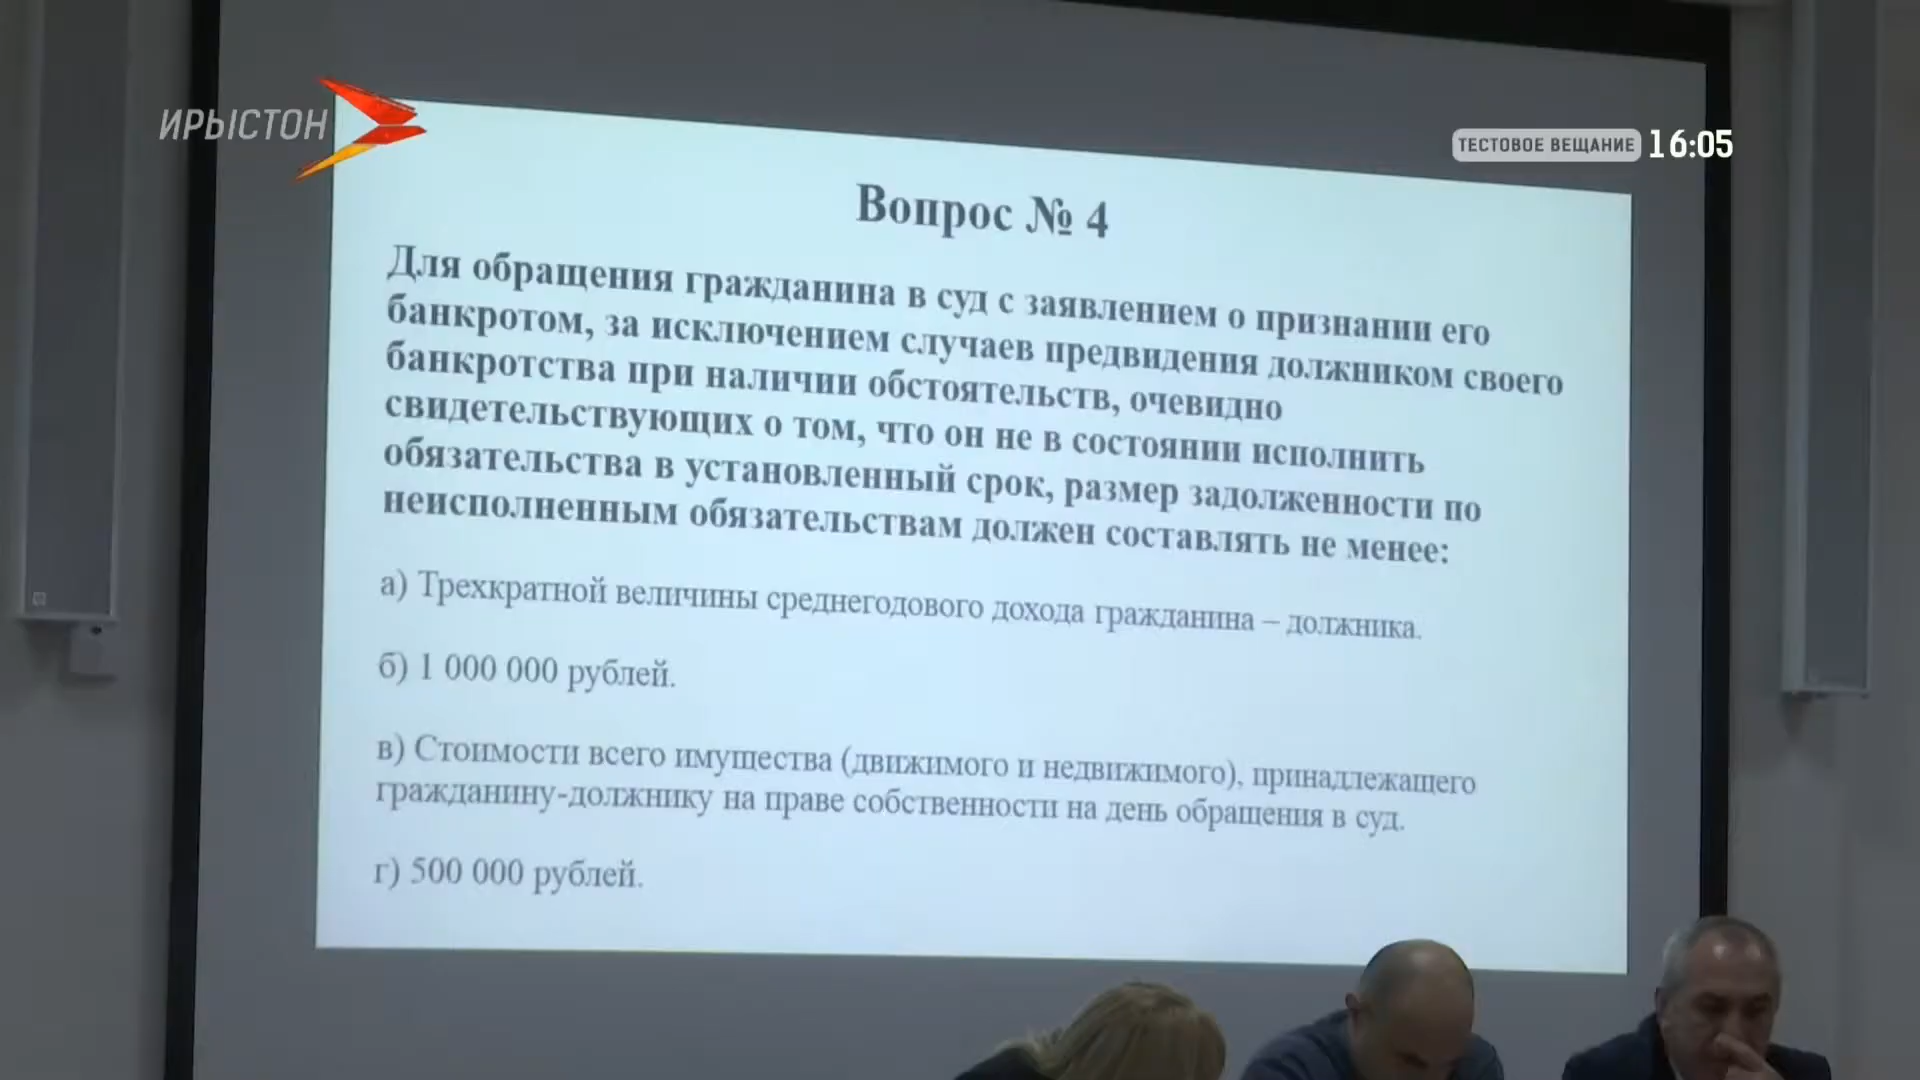 ИРЫСТОН
ТЕСТОВОЕ ВЕЩАНИЕ 16:05
Вопрос № 4
Для обращения гражданина в суд с заявлением о признании его
банкротом, за исключением случаев предвидения должником своего
банкротства при наличии обстоятельств, очевидно
свидетельствующих о том, что он не в состоянии исполнить
обязательства в установленный срок, размер задолженности по
неисполненным обязательствам должен составлять не менее:
а) Трехкратной величины среднегодового дохода гражданина – должника.
б) 1 000 000 рублей.
в) Стоимости всего имущества (движимого и недвижимого), принадлежащего
гражданину-должнику на праве собственности на день обращения в суд.
г) 500 000 рублей.